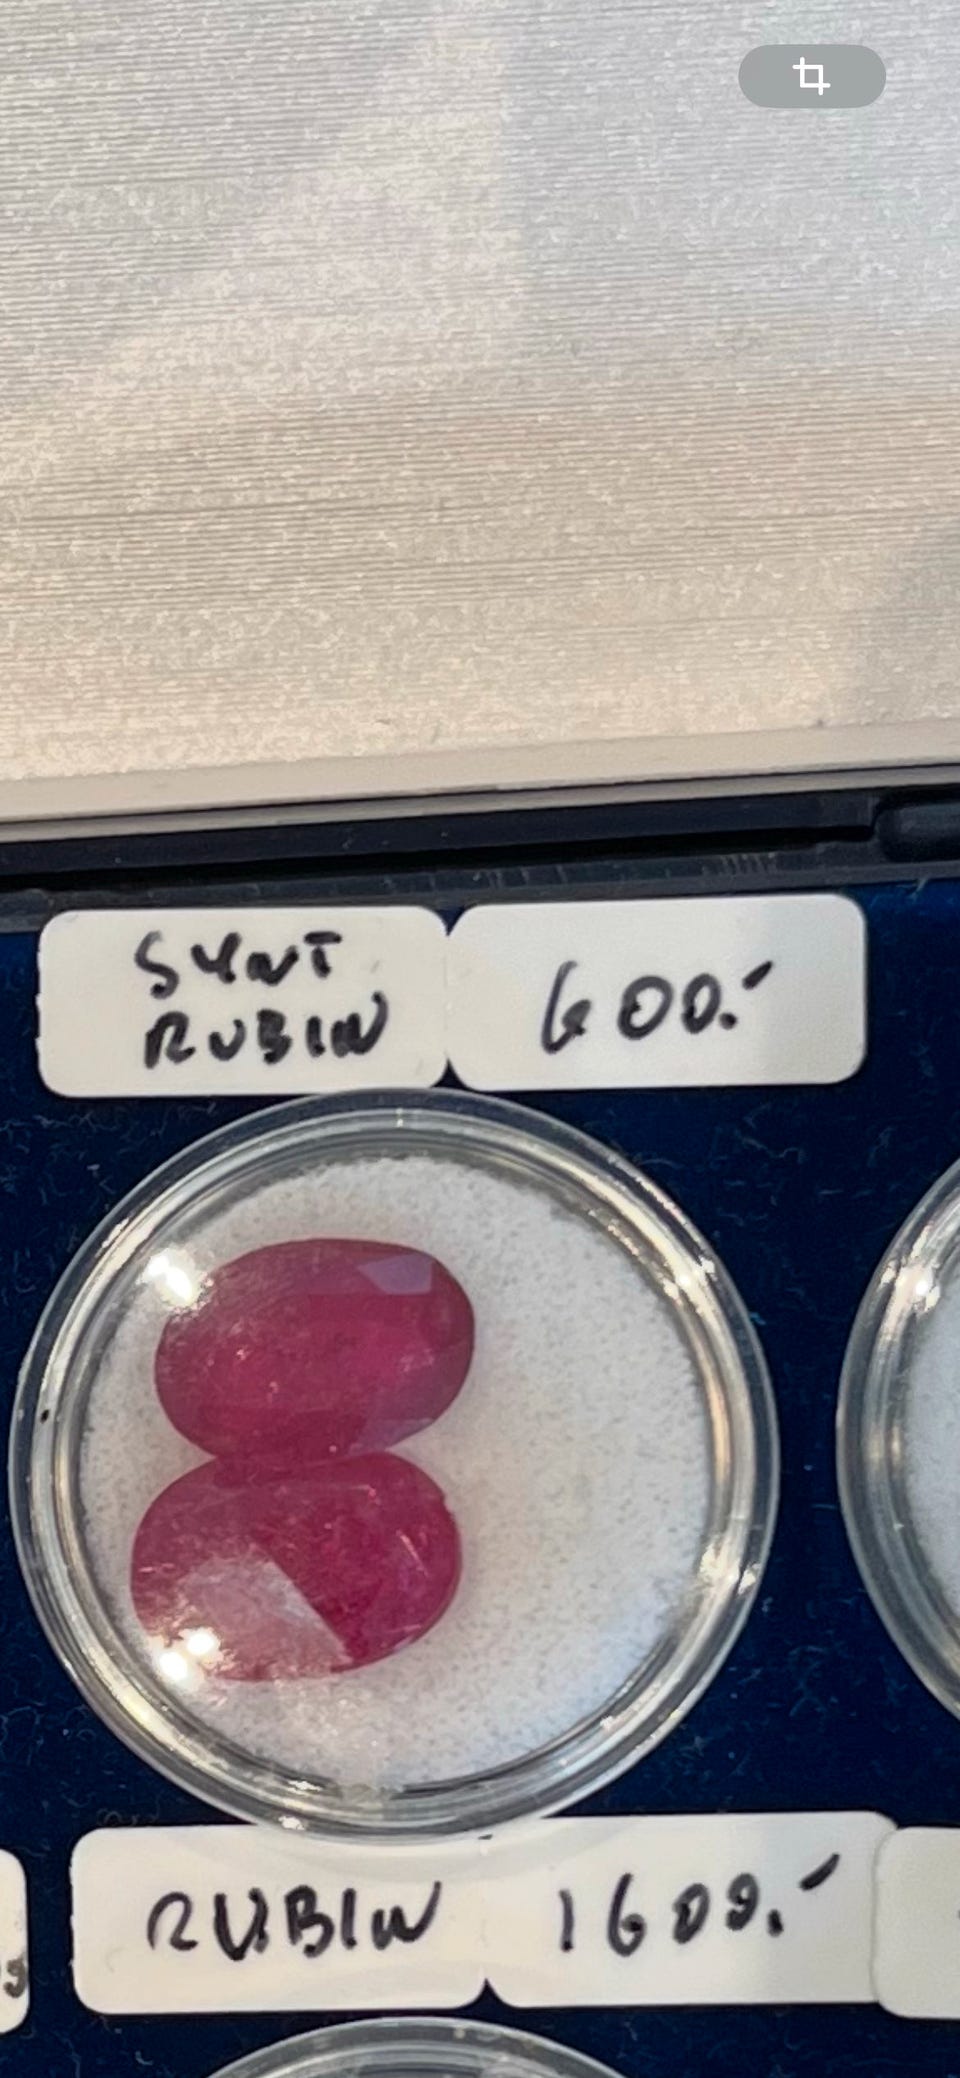 SYNT
RUBIN
600.-
RUBIN
1600.-